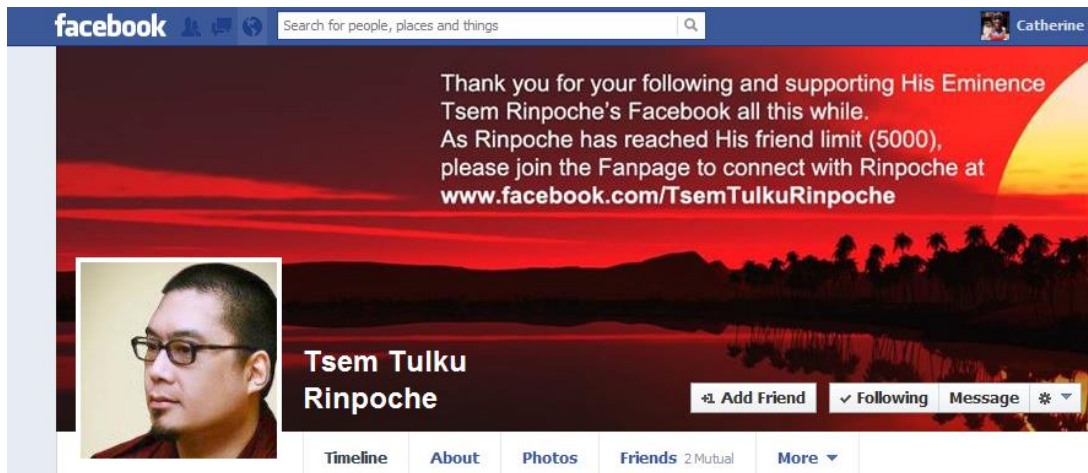 facebook
Search for people, places and things
Catherine
Thank you for your following and supporting His Eminence
Tsem Rinpoche's Facebook all this while.
As Rinpoche has reached His friend limit (5000),
please join the Fanpage to connect with Rinpoche at
www.facebook.com/TsemTulkuRinpoche
Tsem Tulku
Rinpoche
+1 Add Friend
✓ Following
Message
Timeline
About
Photos
Friends 2 Mutual
More